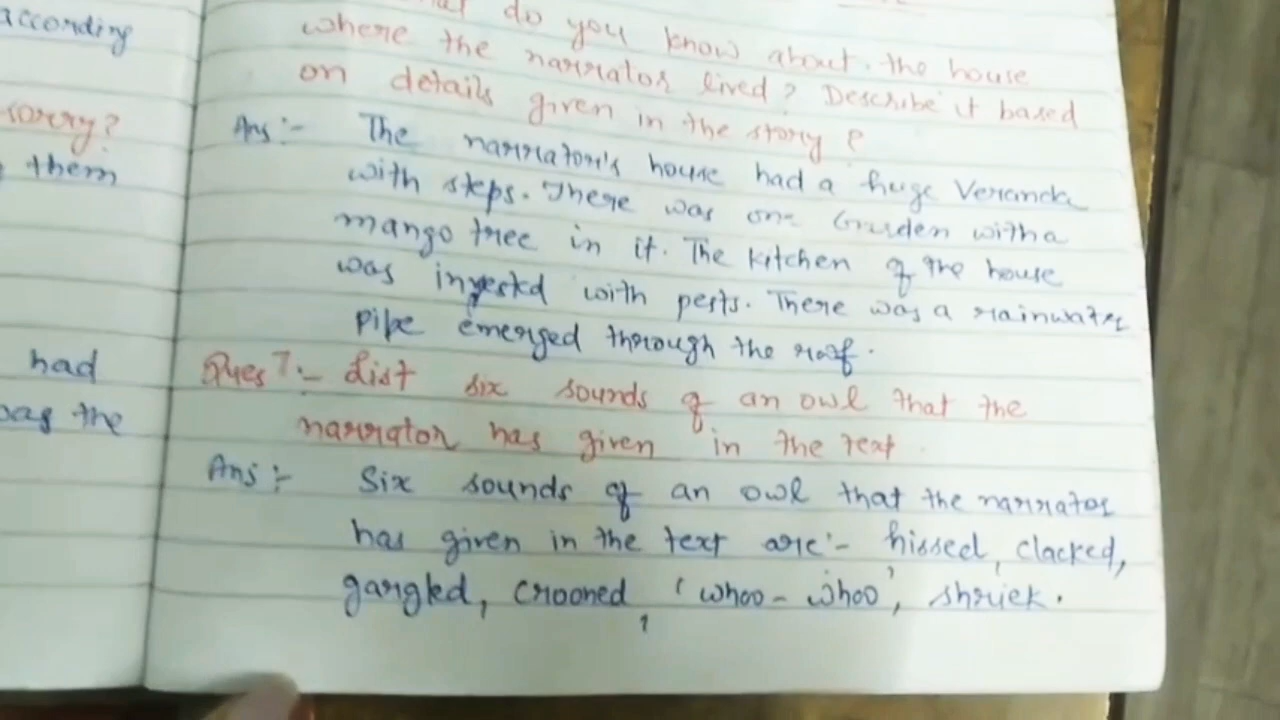 according
sorry?
them
had
was the
do you know about. the house
where the narrator lived? Describe it based
on details given in the story ?
Ans:- The narrator's house had a huge Veranda
with steps. There was one Garden with a
mango tree in it. The kitchen of the house
was infested with pests. There was a rainwater
pipe emerged through the roof.
Ques 7:- List six sounds of an owl that the
narrator has given in the text.
Ans:- Six sounds of an owl that the narrator
has given in the text are:- hissed, clacked,
gargled, crooned, 'whoo-whoo', shriek.